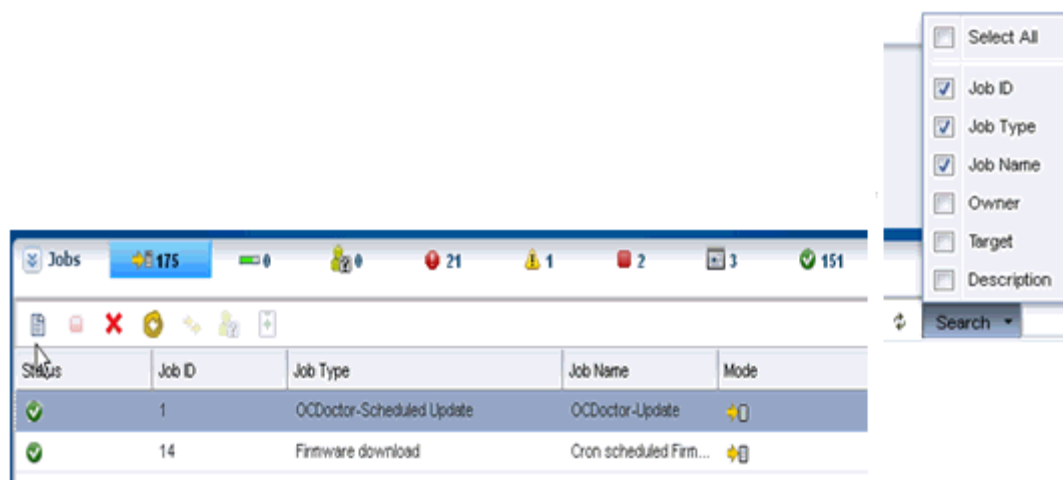 Select All
Job ID
Job Type
Job Name
Owner
Target
Description
Search
Jobs 175 0 0 21 1 2 3 151
Status Job ID Job Type Job Name Mode
1 OCDoctor-Scheduled Update OCDoctor-Update
14 Firmware download Cron scheduled Firm...